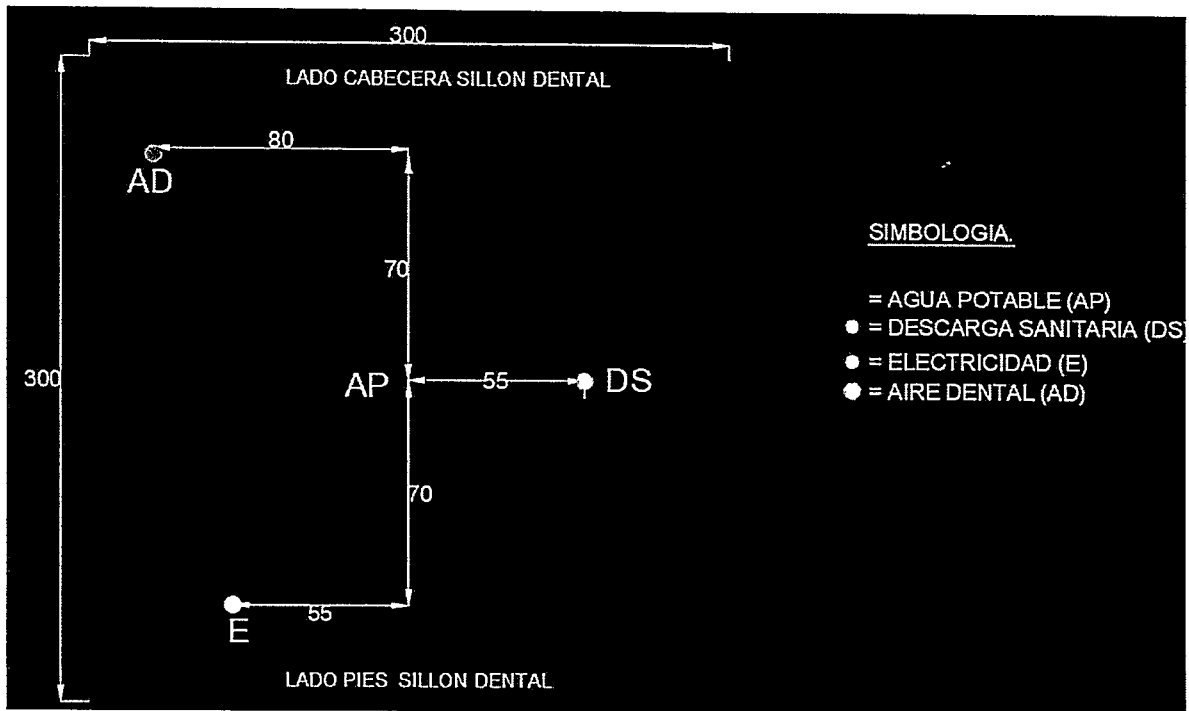 300
LADO CABECERA SILLON DENTAL
80
AD
70
SIMBOLOGIA.
= AGUA POTABLE (AP)
= DESCARGA SANITARIA (DS)
= ELECTRICIDAD (E)
= AIRE DENTAL (AD)
300
AP
55
DS
70
55
E
LADO PIES SILLON DENTAL